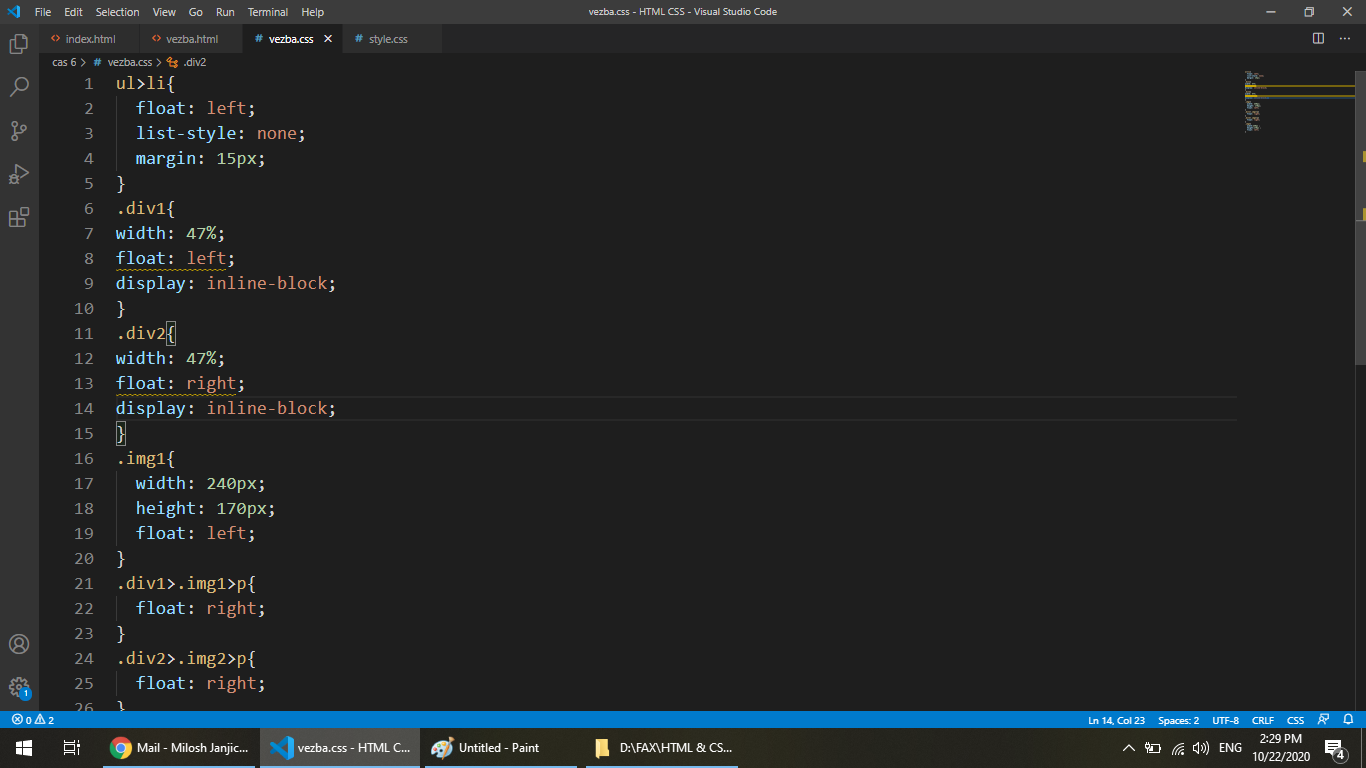 File Edit Selection View Go Run Terminal Help vezba.css - HTML CSS - Visual Studio Code
index.html vezba.html vezba.css style.css
cas 6 > vezba.css > .div2
1 ul>li{
2 float: left;
3 list-style: none;
4 margin: 15px;
5 }
6 .div1{
7 width: 47%;
8 float: left;
9 display: inline-block;
10 }
11 .div2{
12 width: 47%;
13 float: right;
14 display: inline-block;
15 }
16 .img1{
17 width: 240px;
18 height: 170px;
19 float: left;
20 }
21 .div1>.img1>p{
22 float: right;
23 }
24 .div2>.img2>p{
25 float: right;
26 }
1
0 2 Ln 14, Col 23 Spaces: 2 UTF-8 CRLF CSS
Mail - Milosh Janjic... vezba.css - HTML C... Untitled - Paint D:\FAX\HTML & CS... ENG 2:29 PM
10/22/2020 4